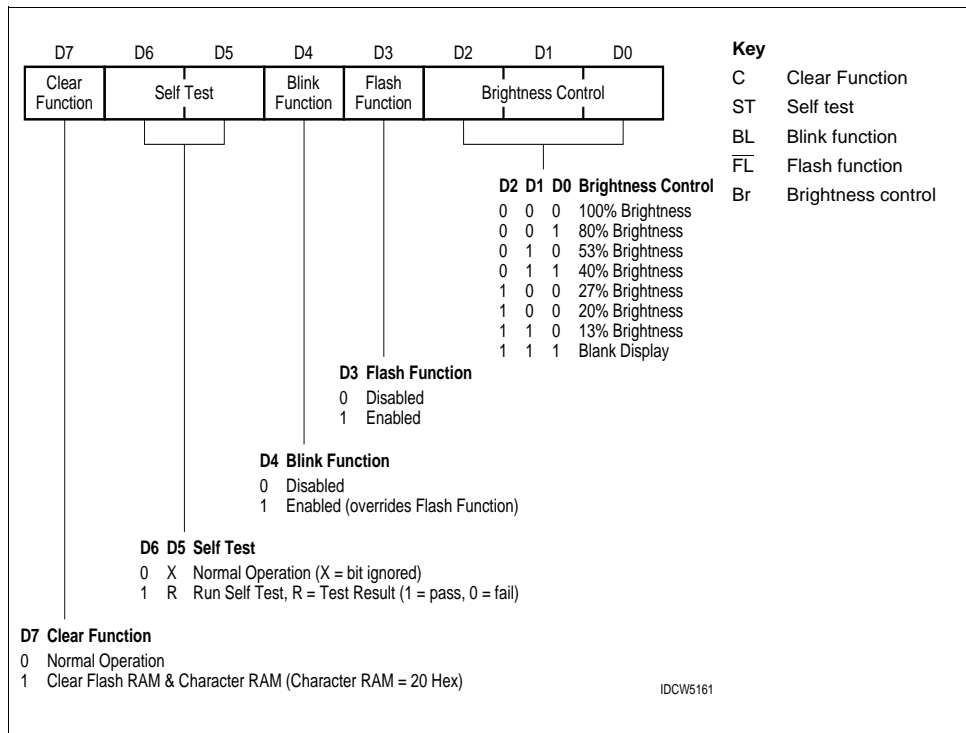 D7 D6 D5 D4 D3 D2 D1 D0
Clear Function Self Test Blink Function Flash Function Brightness Control
Key
C Clear Function
ST Self test
BL Blink function
F̅L̅ Flash function
Br Brightness control
D2 D1 D0 Brightness Control
0 0 0 100% Brightness
0 0 1 80% Brightness
0 1 0 53% Brightness
0 1 1 40% Brightness
1 0 0 27% Brightness
1 0 0 20% Brightness
1 1 0 13% Brightness
1 1 1 Blank Display
D3 Flash Function
0 Disabled
1 Enabled
D4 Blink Function
0 Disabled
1 Enabled (overrides Flash Function)
D6 D5 Self Test
0 X Normal Operation (X = bit ignored)
1 R Run Self Test, R = Test Result (1 = pass, 0 = fail)
D7 Clear Function
0 Normal Operation
1 Clear Flash RAM & Character RAM (Character RAM = 20 Hex)
IDCW5161